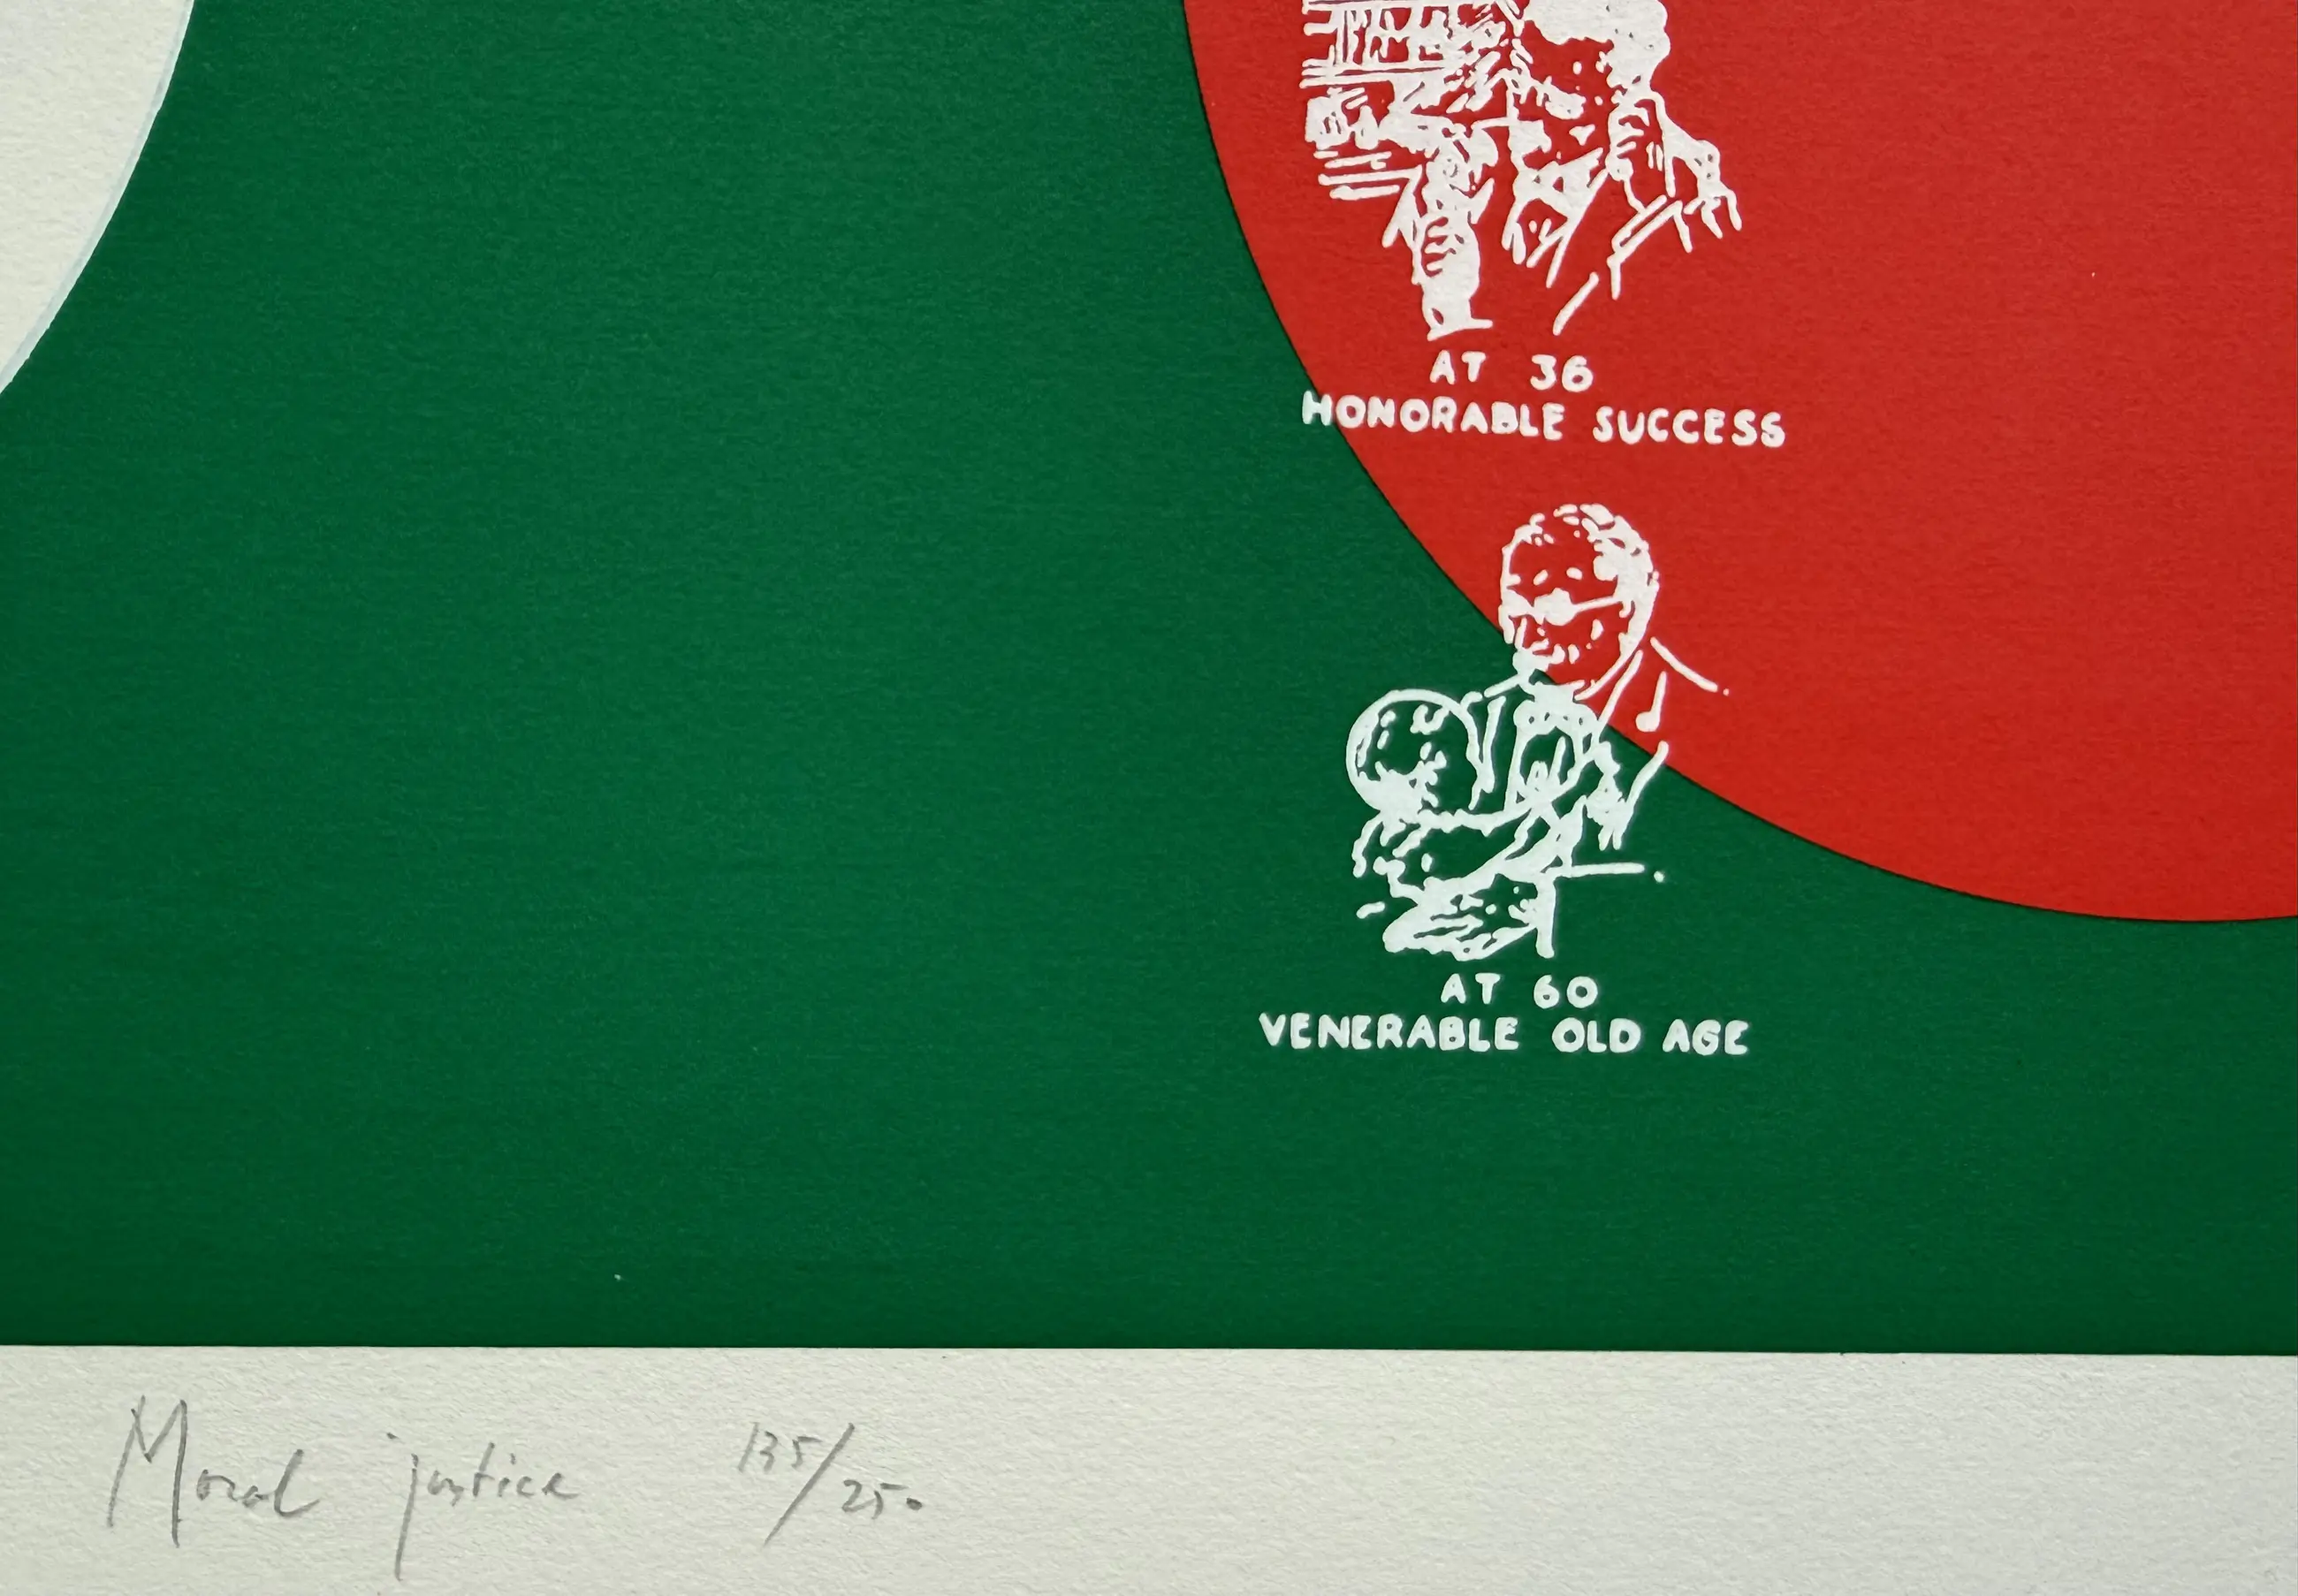 AT 36
HONORABLE SUCCESS
AT 60
VENERABLE OLD AGE
Moral justice 135/250